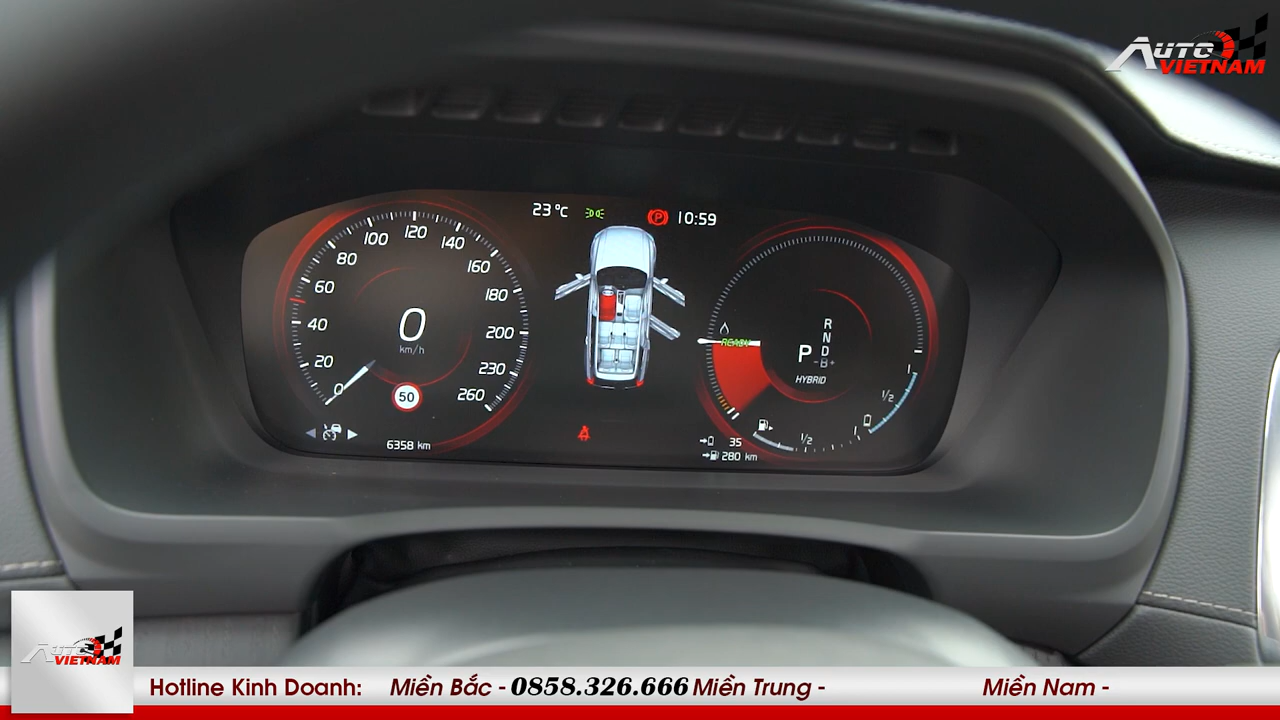 AUTO
VIETNAM
23°C
10:59
0
20
40
60
80
100
120
140
160
180
200
230
260
0
km/h
50
6358 km
READY
P
R
N
D
-B+
HYBRID
1
1/2
1/2
1
35
280 km
AUTO
VIETNAM
Hotline Kinh Doanh: Miền Bắc - 0858.326.666 Miền Trung - Miền Nam -